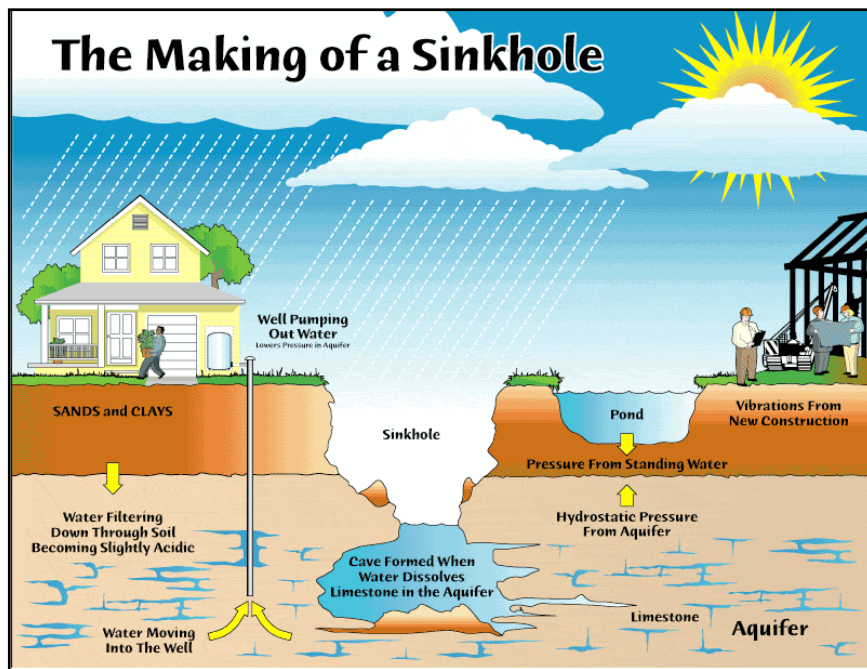 The Making of a Sinkhole
Well Pumping
Out Water
Lowers Pressure in Aquifer
SANDS and CLAYS
Sinkhole
Pond
Vibrations From
New Construction
Pressure From Standing Water
Water Filtering
Down Through Soil
Becoming Slightly Acidic
Hydrostatic Pressure
From Aquifer
Cave Formed When
Water Dissolves
Limestone in the Aquifer
Limestone
Aquifer
Water Moving
Into The Well